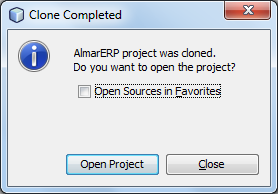 Clone Completed
AlmarERP project was cloned.
Do you want to open the project?
Open Sources in Favorites
Open Project
Close